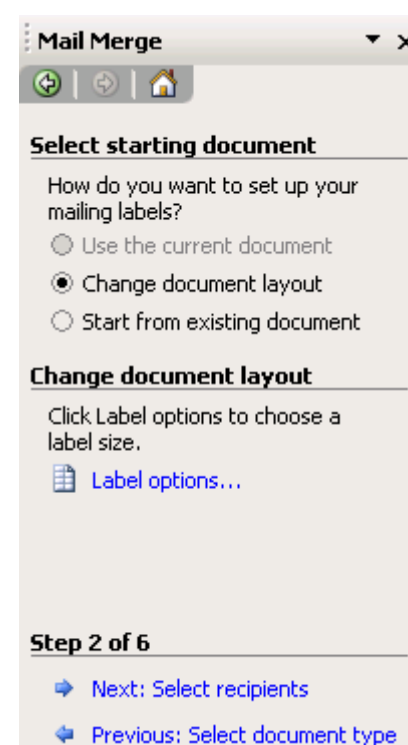 Mail Merge
Select starting document
How do you want to set up your
mailing labels?
Use the current document
Change document layout
Start from existing document
Change document layout
Click Label options to choose a
label size.
Label options...
Step 2 of 6
Next: Select recipients
Previous: Select document type